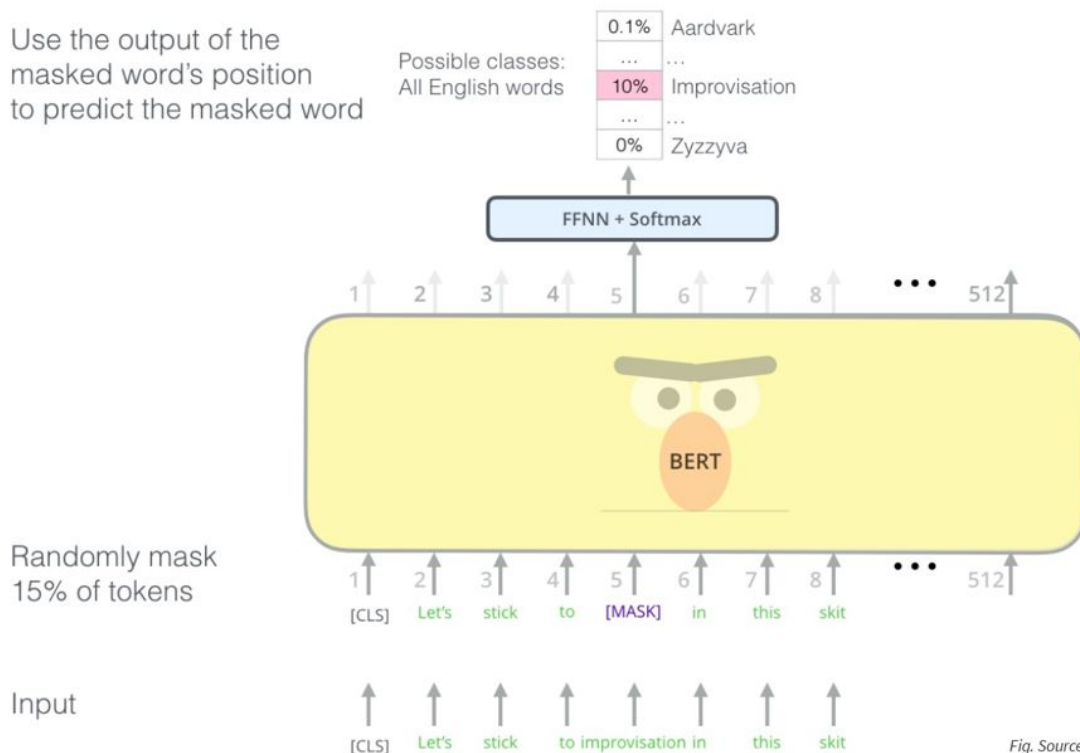 Use the output of the
masked word's position
to predict the masked word
Possible classes:
All English words
0.1% Aardvark
... ...
10% Improvisation
... ...
0% Zyzzyva
FFNN + Softmax
1 2 3 4 5 6 7 8 ••• 512
BERT
Randomly mask
15% of tokens
1 2 3 4 5 6 7 8 ••• 512
[CLS] Let's stick to [MASK] in this skit
Input
[CLS] Let's stick to improvisation in this skit
Fig. Source